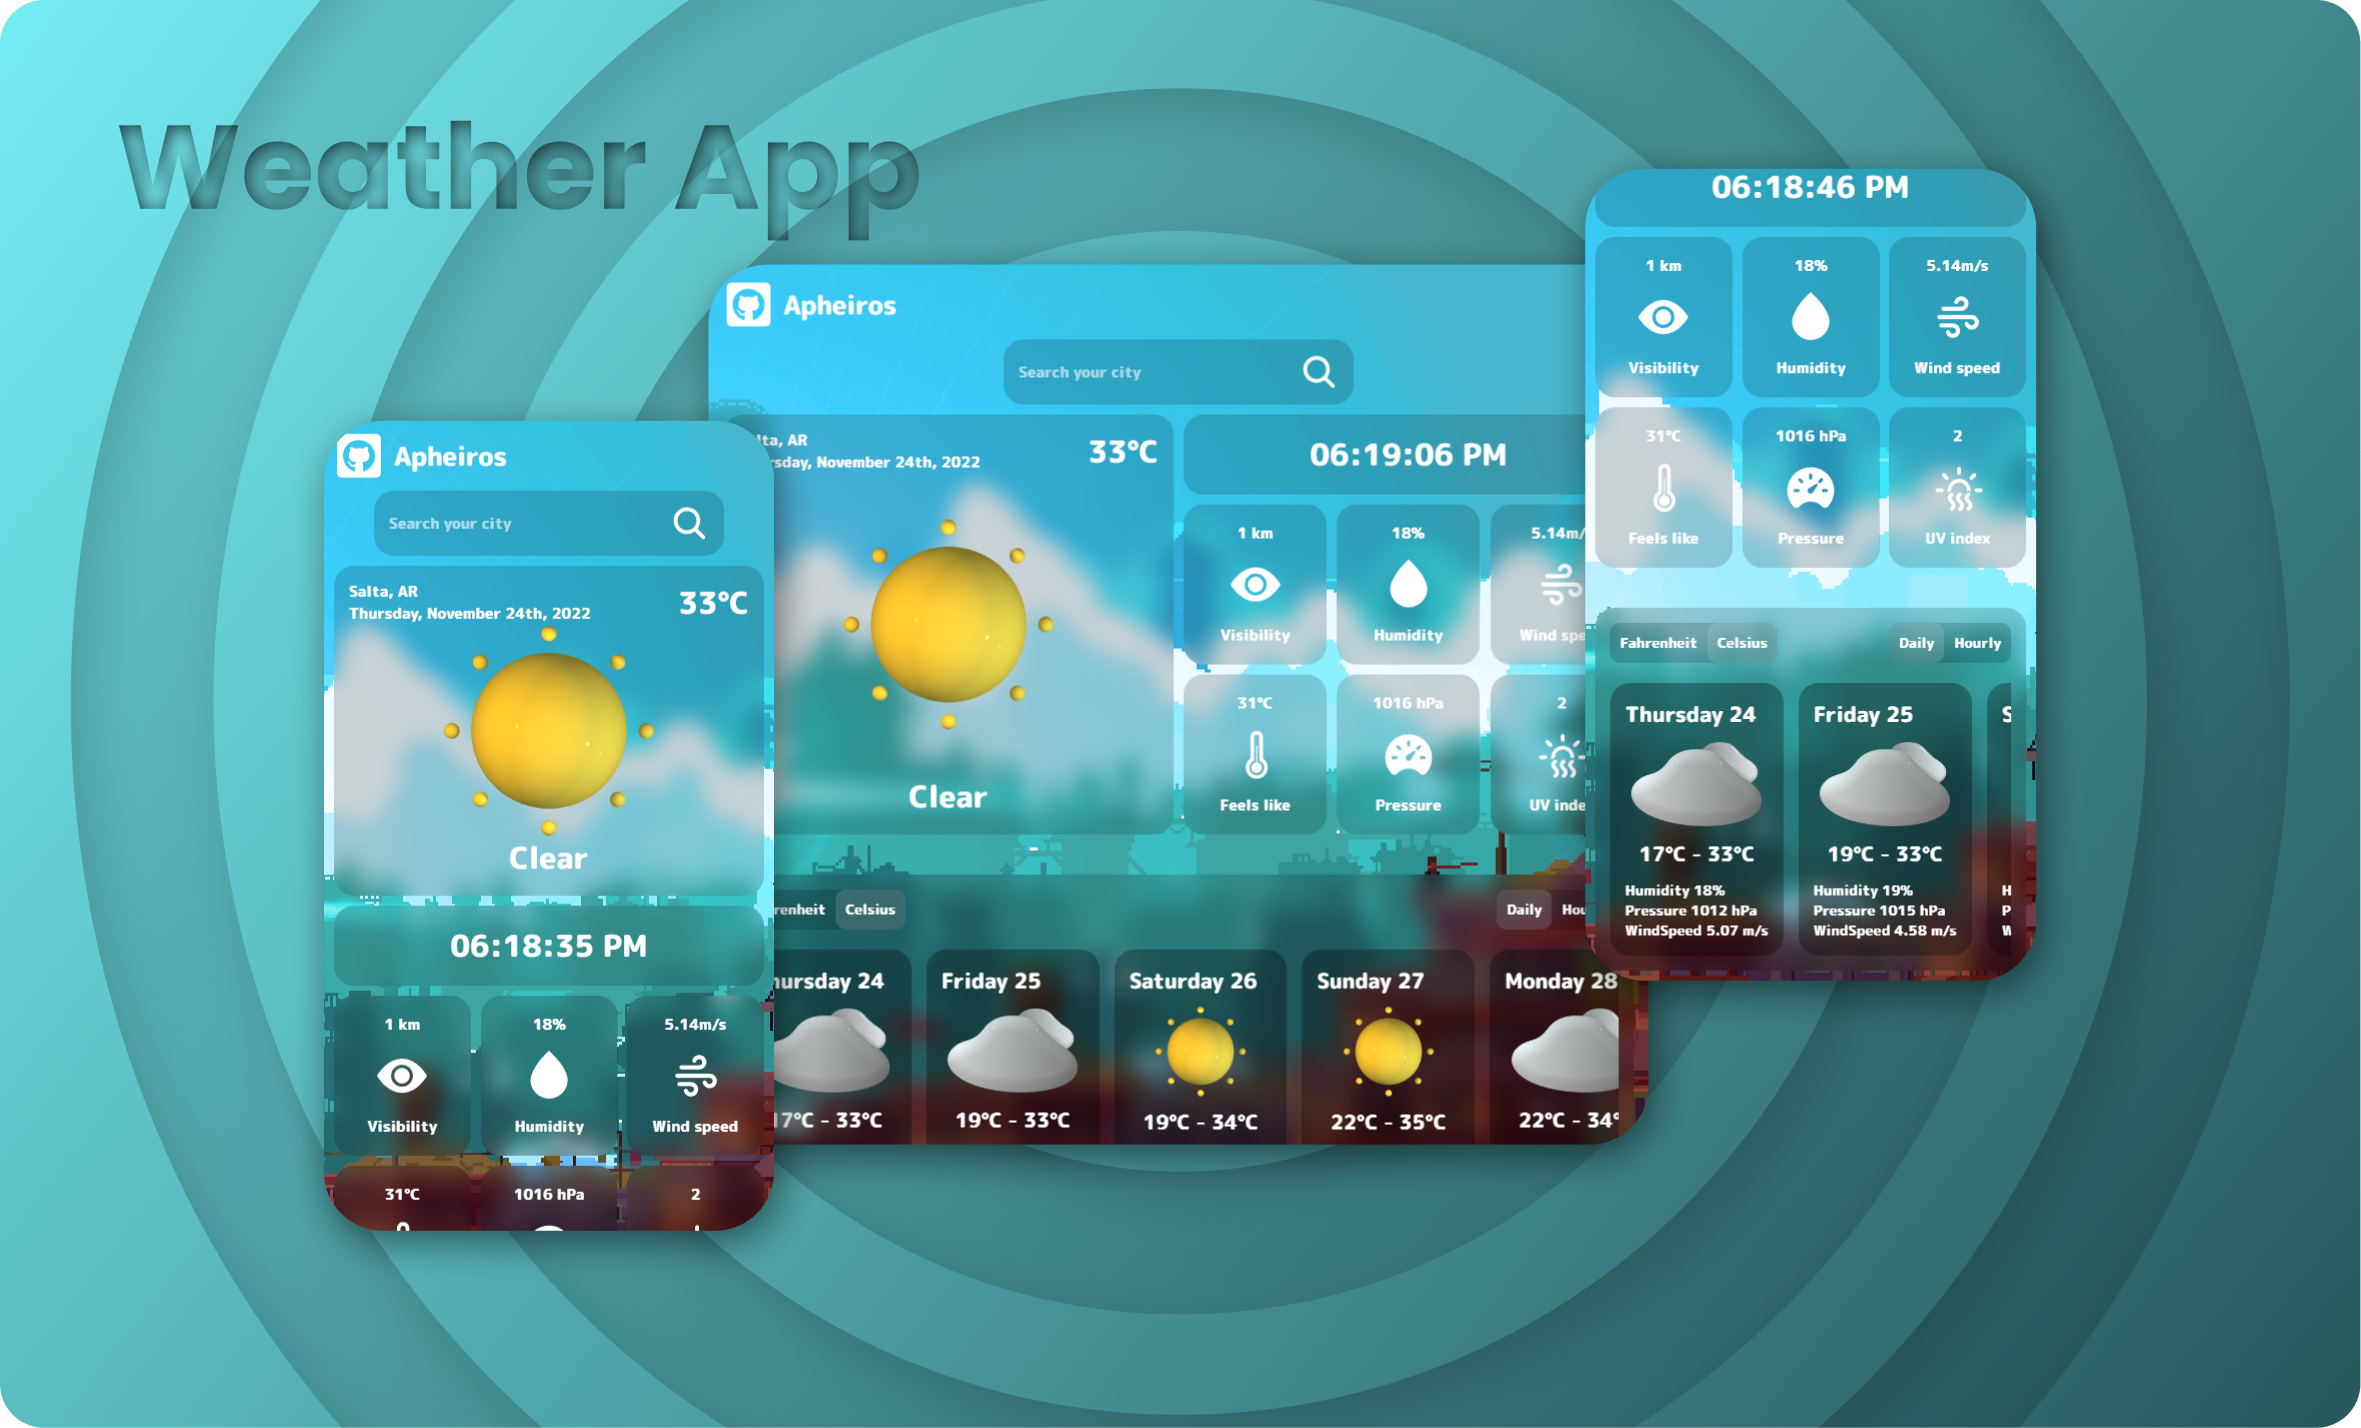 Weather App
Apheiros
Search your city
Salta, AR
Thursday, November 24th, 2022
33°C
Clear
06:18:35 PM
1 km
18%
5.14m/s
Visibility
Humidity
Wind speed
31°C
1016 hPa
2
Apheiros
Search your city
lta, AR
rsday, November 24th, 2022
33°C
Clear
06:19:06 PM
1 km
18%
5.14m/
Visibility
Humidity
Wind spe
31°C
1016 hPa
2
Feels like
Pressure
UV inde
renheit
Celsius
Daily
Hou
hursday 24
Friday 25
Saturday 26
Sunday 27
Monday 28
17°C - 33°C
19°C - 33°C
19°C - 34°C
22°C - 35°C
22°C - 34°
06:18:46 PM
1 km
18%
5.14m/s
Visibility
Humidity
Wind speed
31°C
1016 hPa
2
Feels like
Pressure
UV index
Fahrenheit
Celsius
Daily
Hourly
Thursday 24
17°C - 33°C
Humidity 18%
Pressure 1012 hPa
WindSpeed 5.07 m/s
Friday 25
19°C - 33°C
Humidity 19%
Pressure 1015 hPa
WindSpeed 4.58 m/s
S
H
P
W